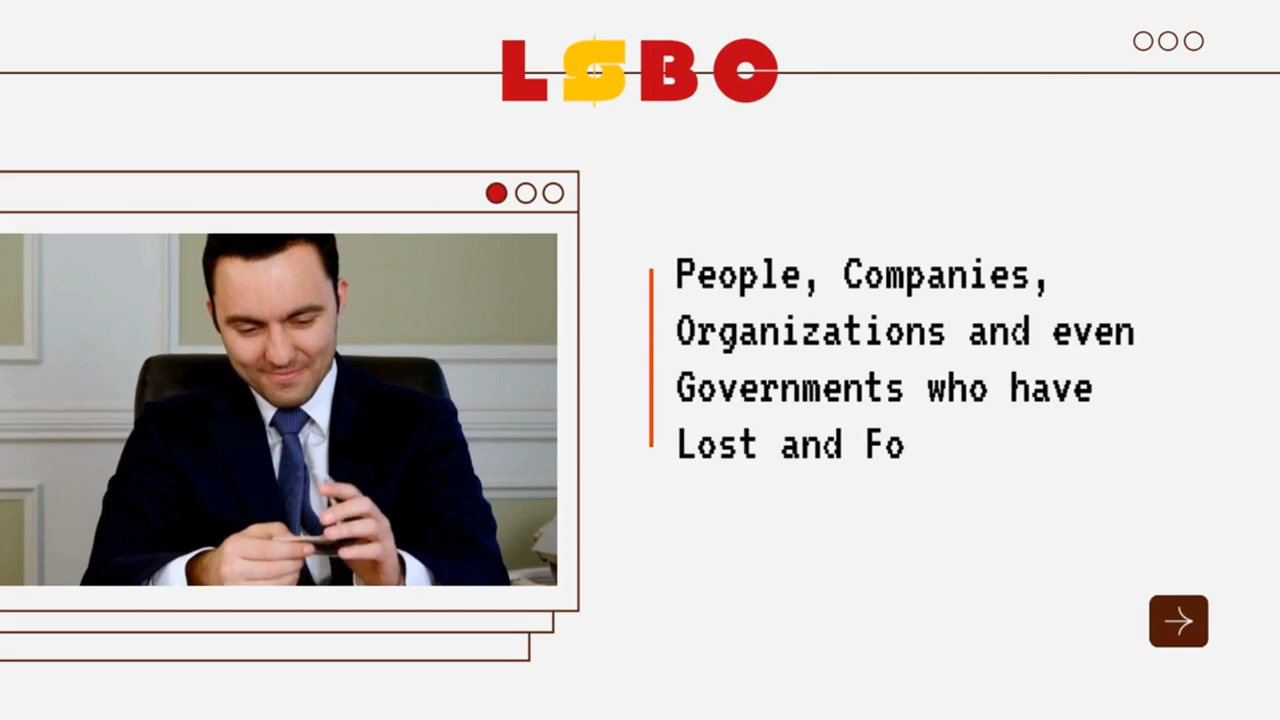 LSBO
People, Companies,
Organizations and even
Governments who have
Lost and Fo